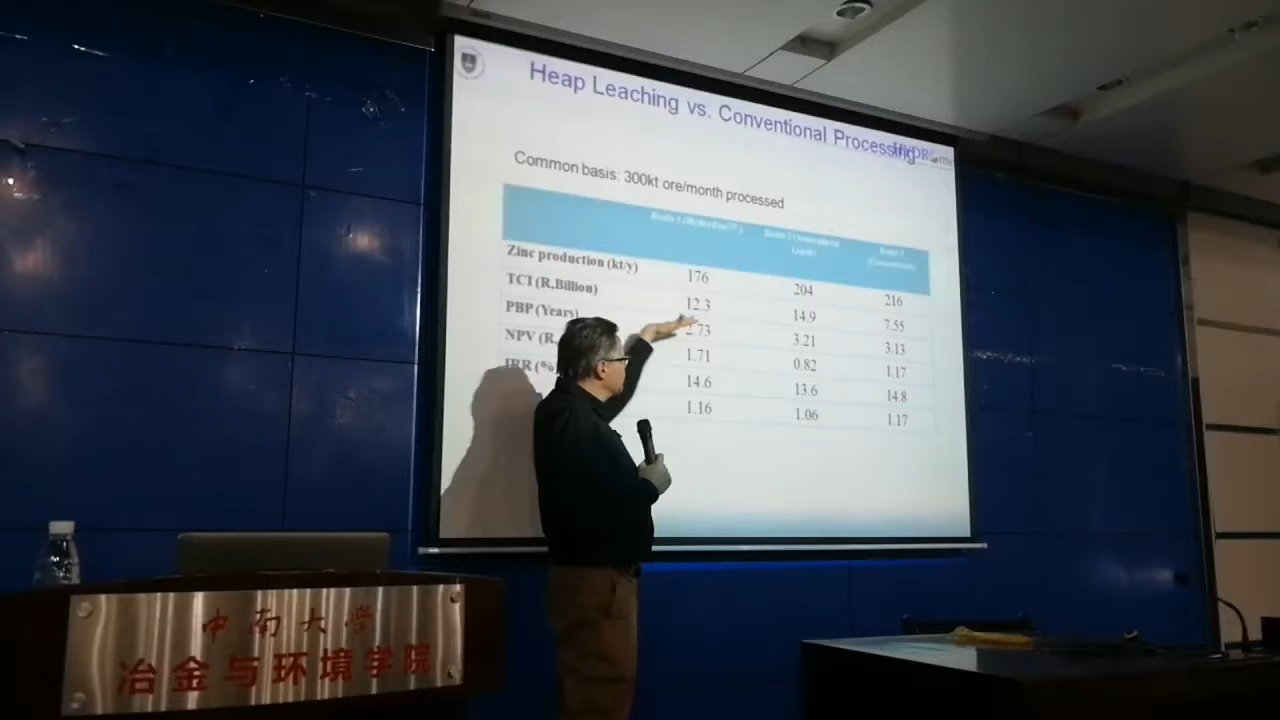 Heap Leaching vs. Conventional Processing
Common basis: 300kt ore/month processed
Zinc production (kt/y) 176 204 216
TCI (R,Billion) 12.3 14.9 7.55
PBP (Years) 2.73 3.21 3.13
NPV (R, 1.71 0.82 1.17
IRR (% 14.6 13.6 14.8
1.16 1.06 1.17
中南大学
冶金与环境学院